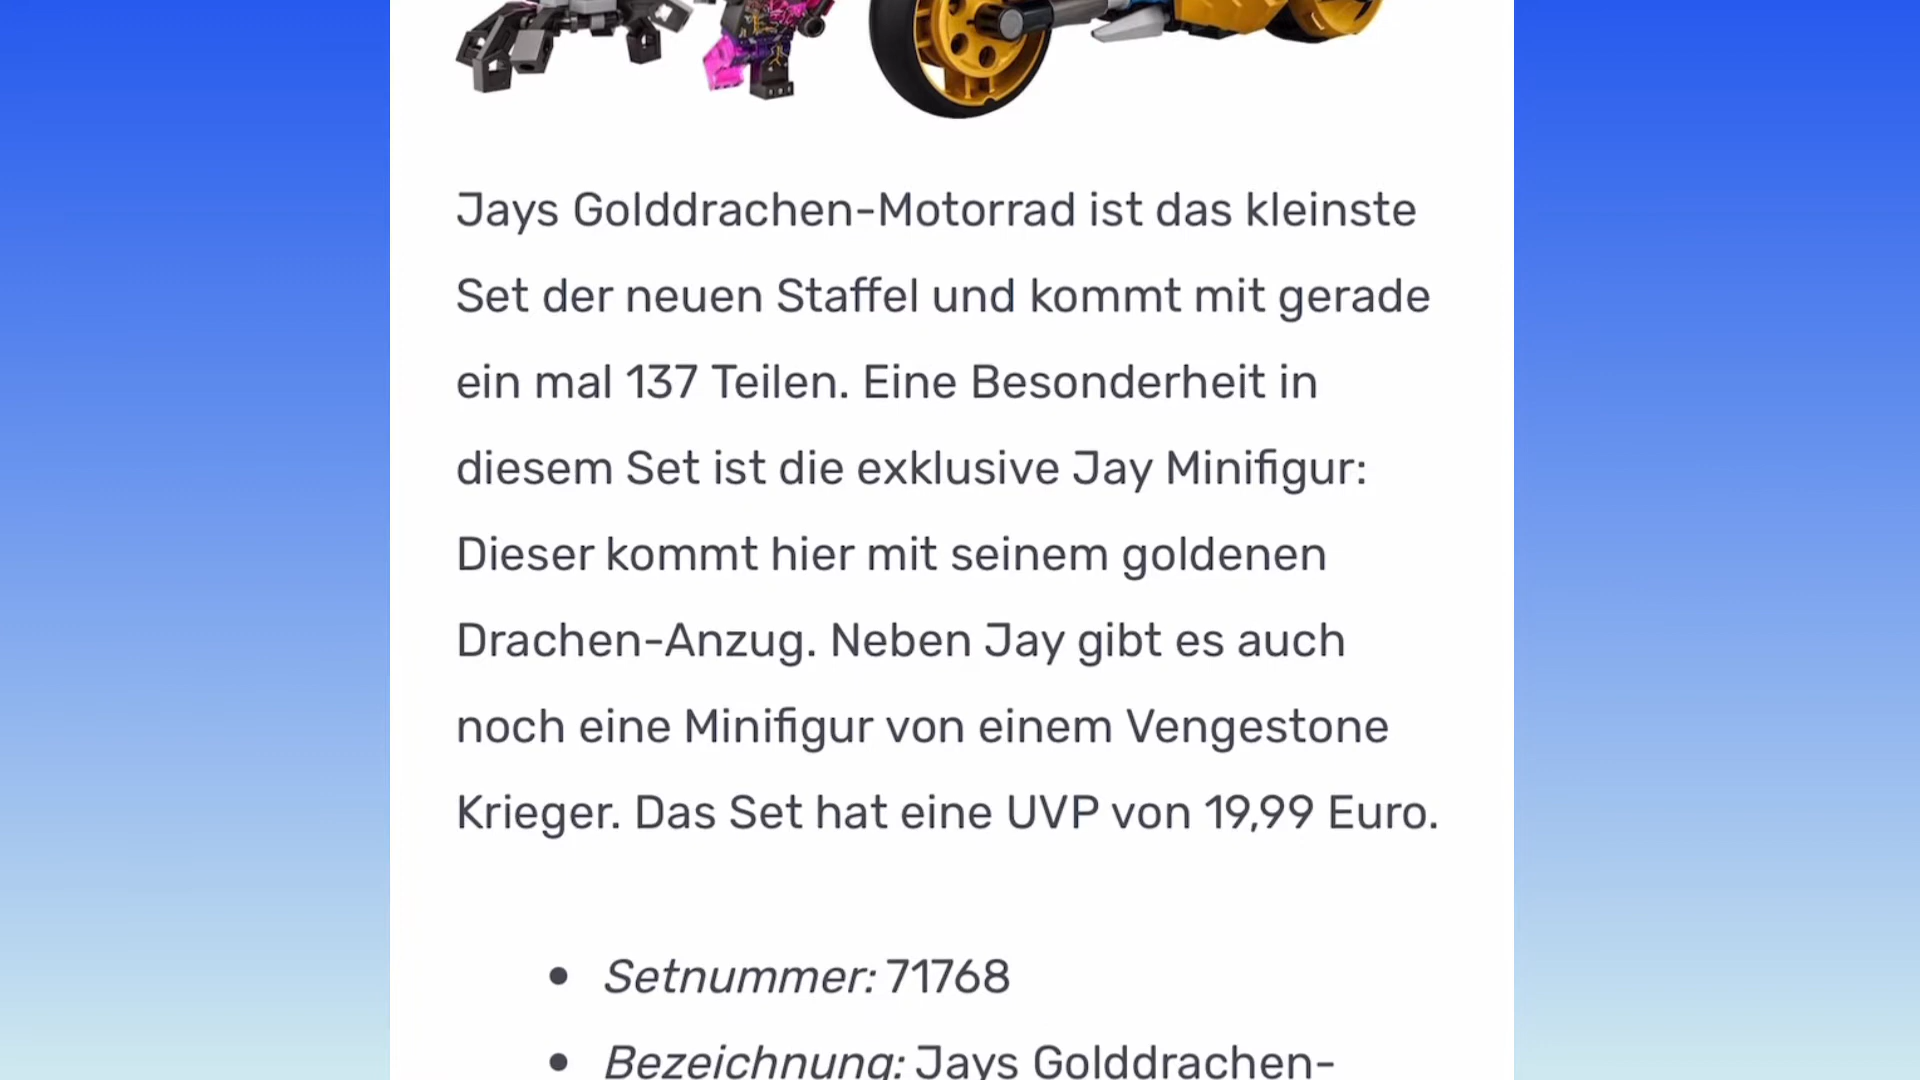 Jays Golddrachen-Motorrad ist das kleinste
Set der neuen Staffel und kommt mit gerade
ein mal 137 Teilen. Eine Besonderheit in
diesem Set ist die exklusive Jay Minifigur:
Dieser kommt hier mit seinem goldenen
Drachen-Anzug. Neben Jay gibt es auch
noch eine Minifigur von einem Vengestone
Krieger. Das Set hat eine UVP von 19,99 Euro.
• Setnummer: 71768
• Bezeichnung: Jays Golddrachen-